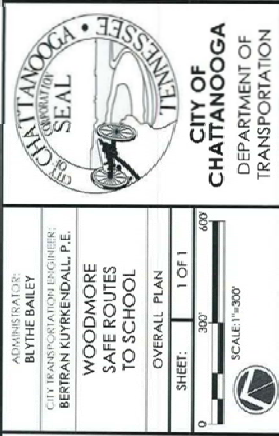 ADMINISTRATOR:
BLYTHE BAILEY
CITY TRANSPORTATION ENGINEER:
BERTRAN KUYRKENDALL, P.E.
WOODMORE
SAFE ROUTES
TO SCHOOL
OVERALL PLAN
SHEET: 1 OF 1
0 300' 600'
SCALE: 1"=300'
CITY OF CHATTANOOGA • TENNESSEE
CORPORATION
SEAL
CITY OF
CHATTANOOGA
DEPARTMENT OF
TRANSPORTATION